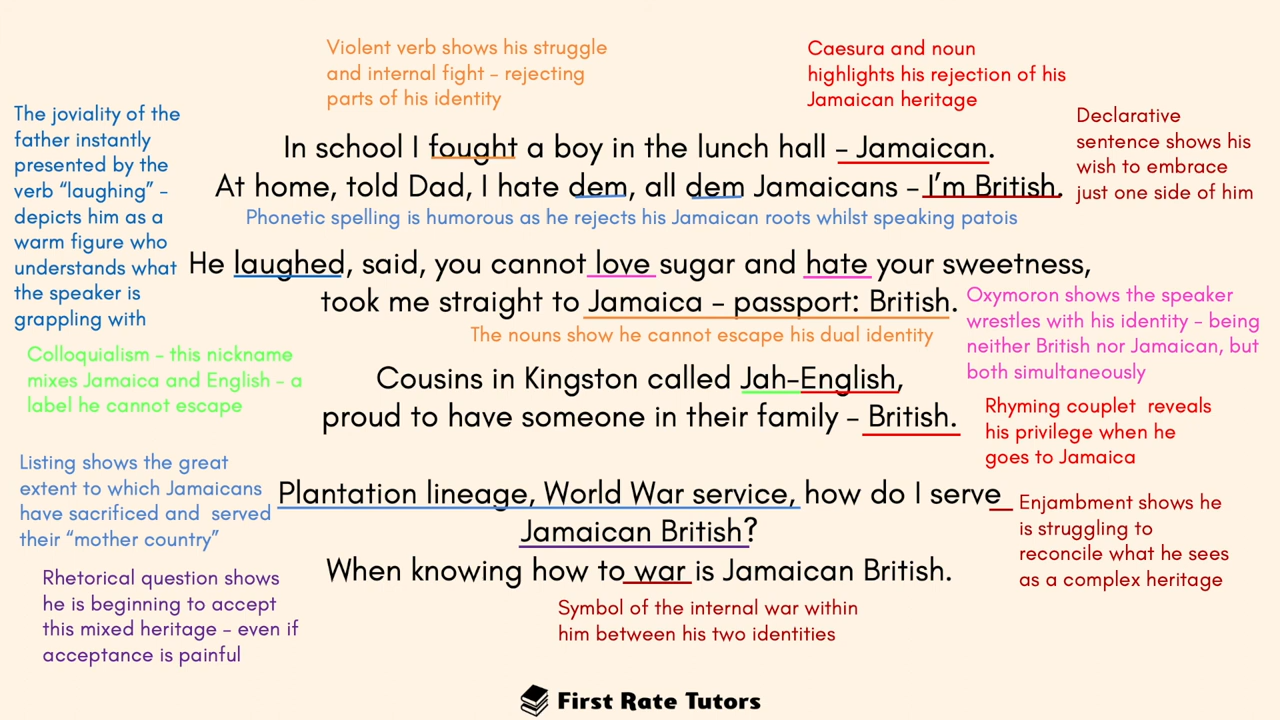 Violent verb shows his struggle
and internal fight – rejecting
parts of his identity
Caesura and noun
highlights his rejection of his
Jamaican heritage
The joviality of the
father instantly
presented by the
verb “laughing” –
depicts him as a
warm figure who
understands what
the speaker is
grappling with
Declarative
sentence shows his
wish to embrace
just one side of him
In school I fought a boy in the lunch hall – Jamaican.
At home, told Dad, I hate dem, all dem Jamaicans – I’m British.
Phonetic spelling is humorous as he rejects his Jamaican roots whilst speaking patois
He laughed, said, you cannot love sugar and hate your sweetness,
took me straight to Jamaica – passport: British.
The nouns show he cannot escape his dual identity
Oxymoron shows the speaker
wrestles with his identity – being
neither British nor Jamaican, but
both simultaneously
Colloquialism – this nickname
mixes Jamaica and English – a
label he cannot escape
Cousins in Kingston called Jah-English,
proud to have someone in their family – British.
Rhyming couplet reveals
his privilege when he
goes to Jamaica
Listing shows the great
extent to which Jamaicans
have sacrificed and served
their “mother country”
Plantation lineage, World War service, how do I serve
Jamaican British?
When knowing how to war is Jamaican British.
Enjambment shows he
is struggling to
reconcile what he sees
as a complex heritage
Rhetorical question shows
he is beginning to accept
this mixed heritage – even if
acceptance is painful
Symbol of the internal war within
him between his two identities
First Rate Tutors